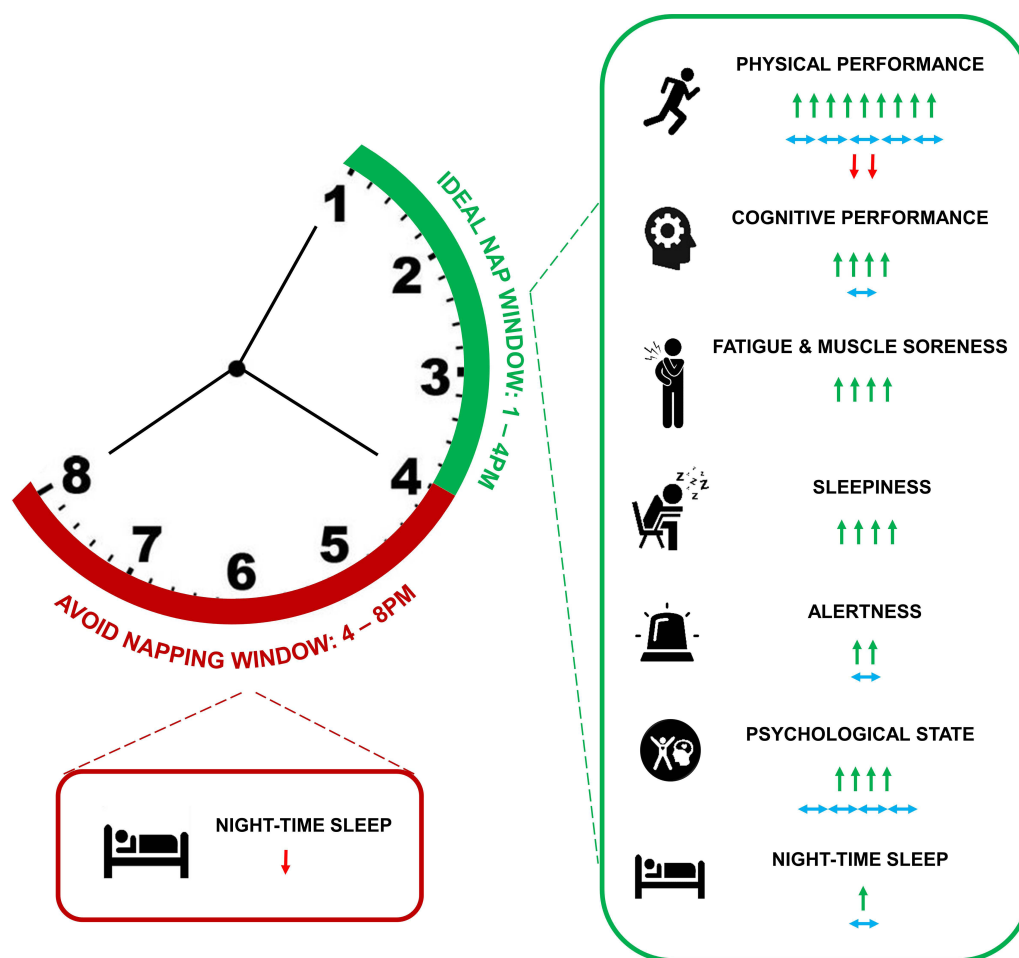 1
2
3
4
5
6
7
8
IDEAL NAP WINDOW: 1 – 4PM
AVOID NAPPING WINDOW: 4 – 8PM
NIGHT-TIME SLEEP
PHYSICAL PERFORMANCE
COGNITIVE PERFORMANCE
FATIGUE & MUSCLE SORENESS
z z z z z z
SLEEPINESS
ALERTNESS
PSYCHOLOGICAL STATE
NIGHT-TIME SLEEP